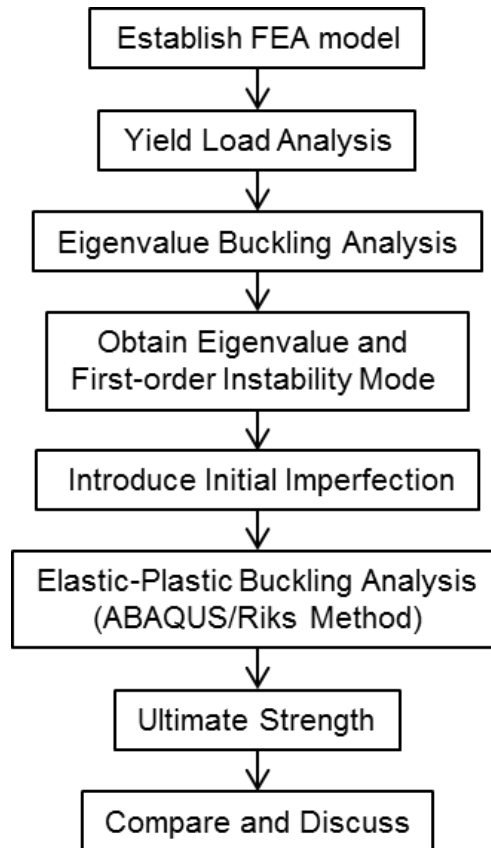 Establish FEA model
Yield Load Analysis
Eigenvalue Buckling Analysis
Obtain Eigenvalue and
First-order Instability Mode
Introduce Initial Imperfection
Elastic-Plastic Buckling Analysis
(ABAQUS/Riks Method)
Ultimate Strength
Compare and Discuss